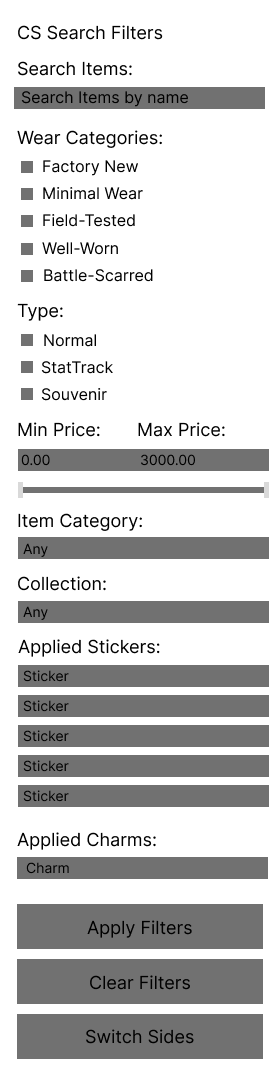 CS Search Filters
Search Items:
Search Items by name
Wear Categories:
Factory New
Minimal Wear
Field-Tested
Well-Worn
Battle-Scarred
Type:
Normal
StatTrack
Souvenir
Min Price: Max Price:
0.00 3000.00
Item Category:
Any
Collection:
Any
Applied Stickers:
Sticker
Sticker
Sticker
Sticker
Sticker
Applied Charms:
Charm
Apply Filters
Clear Filters
Switch Sides